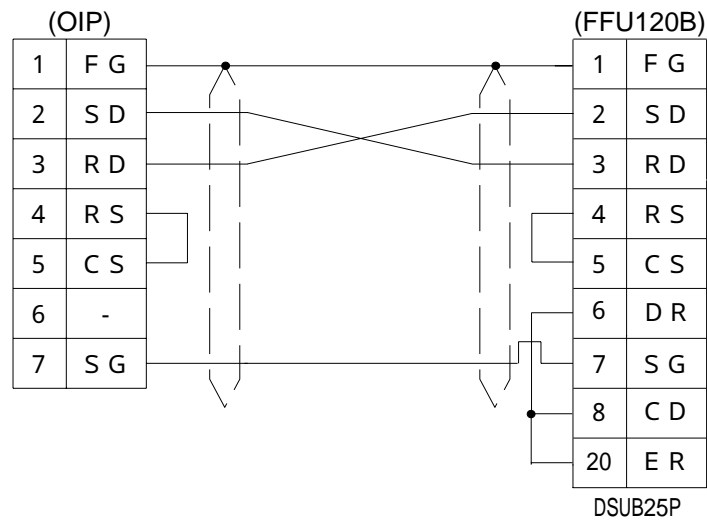 (OIP) (FFU120B)
1 F G 1 F G
2 S D 2 S D
3 R D 3 R D
4 R S 4 R S
5 C S 5 C S
6 - 6 D R
7 S G 7 S G
8 C D
20 E R
DSUB25P